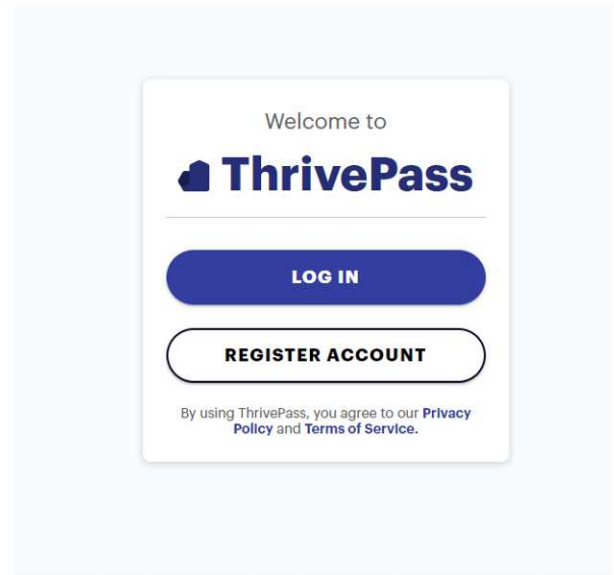 Welcome to
ThrivePass
LOG IN
REGISTER ACCOUNT
By using ThrivePass, you agree to our Privacy
Policy and Terms of Service.